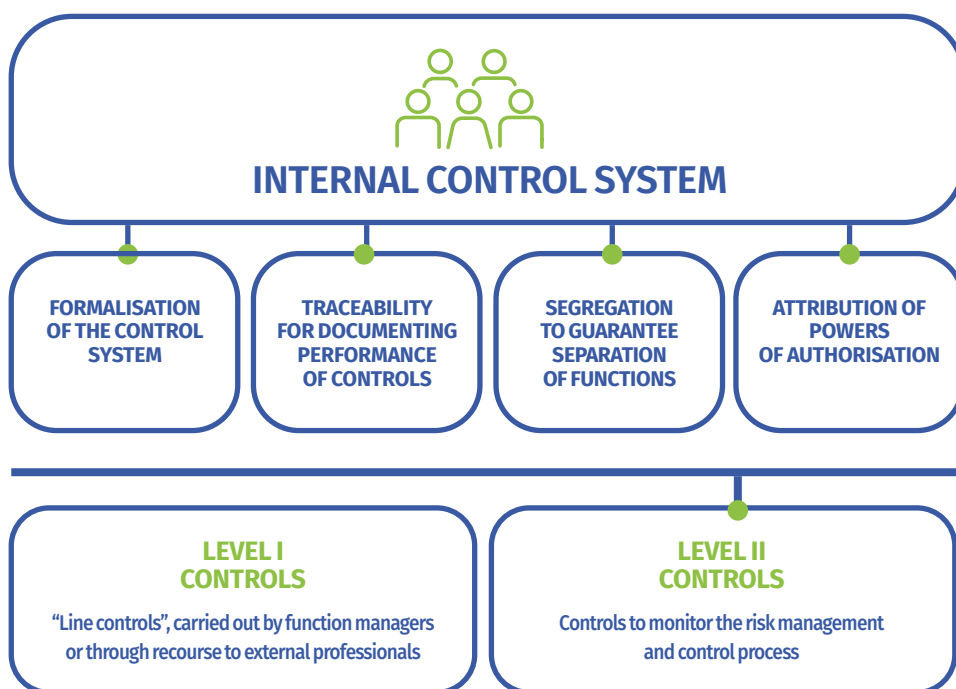 INTERNAL CONTROL SYSTEM
FORMALISATION
OF THE CONTROL
SYSTEM
TRACEABILITY
FOR DOCUMENTING
PERFORMANCE
OF CONTROLS
SEGREGATION
TO GUARANTEE
SEPARATION
OF FUNCTIONS
ATTRIBUTION OF
POWERS
OF AUTHORISATION
LEVEL I
CONTROLS
“Line controls”, carried out by function managers
or through recourse to external professionals
LEVEL II
CONTROLS
Controls to monitor the risk management
and control process